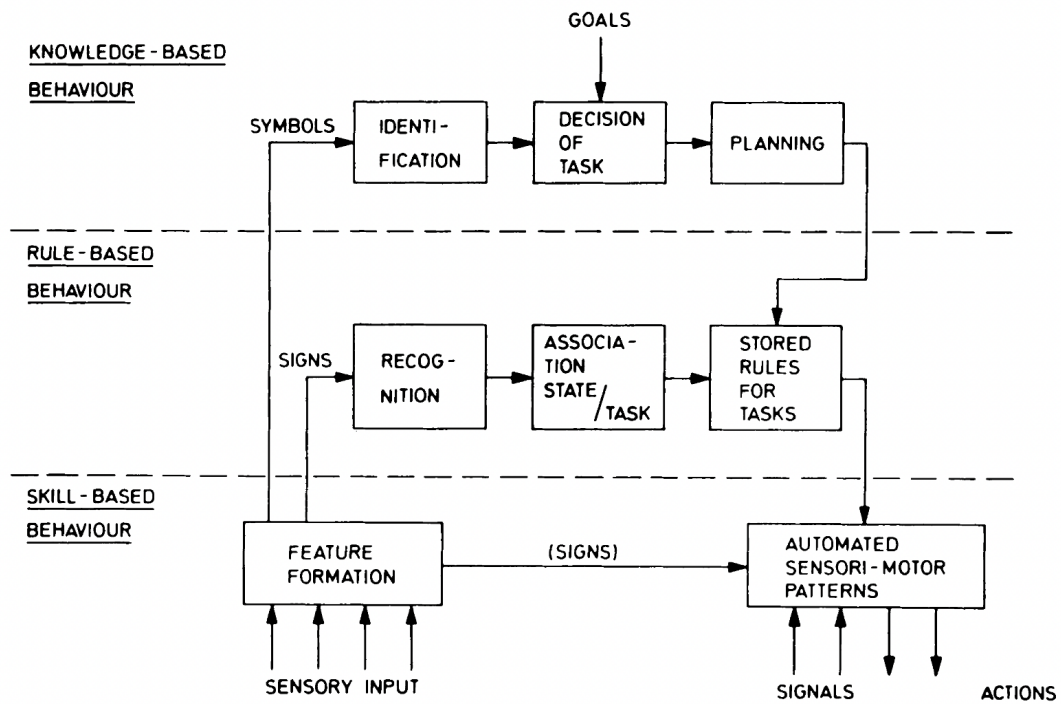 GOALS
KNOWLEDGE-BASED
BEHAVIOUR
SYMBOLS
IDENTI-
FICATION
DECISION
OF
TASK
PLANNING
RULE-BASED
BEHAVIOUR
SIGNS
RECOG-
NITION
ASSOCIA-
TION
STATE/
TASK
STORED
RULES
FOR
TASKS
SKILL-BASED
BEHAVIOUR
FEATURE
FORMATION
(SIGNS)
AUTOMATED
SENSORI-MOTOR
PATTERNS
SENSORY INPUT
SIGNALS
ACTIONS